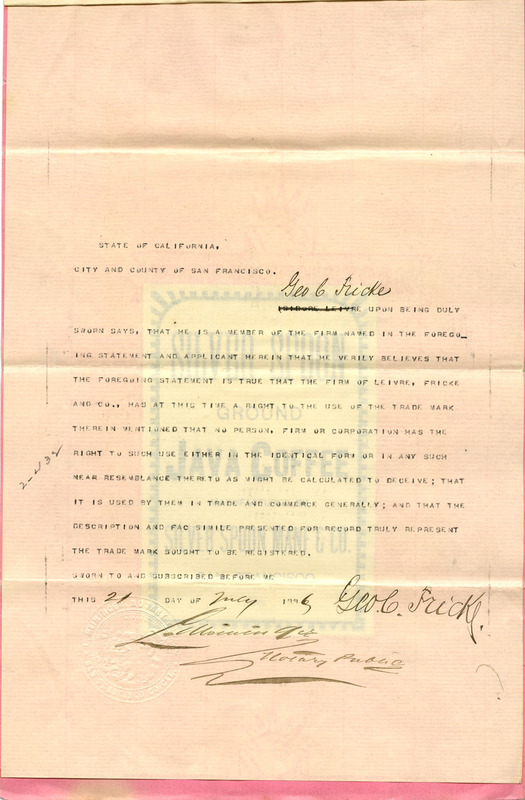 STATE OF CALIFORNIA,
CITY AND COUNTY OF SAN FRANCISCO.
Geo C. Fricke
ISIDORE LEIVRE UPON BEING DULY
SWORN SAYS, THAT HE IS A MEMBER OF THE FIRM NAMED IN THE FOREGO_
ING STATEMENT AND APPLICANT HEREIN THAT HE VERILY BELIEVES THAT
THE FOREGOING STATEMENT IS TRUE THAT THE FIRM OF LEIVRE, FRICKE
AND CO., HAS AT THIS TIME A RIGHT TO THE USE OF THE TRADE MARK
GROUND
THEREIN MENTIONED THAT NO PERSON, FIRM OR CORPORATION HAS THE
RIGHT TO SUCH USE EITHER IN THE IDENTICAL FORM OR IN ANY SUCH
JAVA COFFEE
NEAR RESEMBLANCE THERETO AS MIGHT BE CALCULATED TO DECEIVE; THAT
IT IS USED BY THEM IN TRADE AND COMMERCE GENERALLY; AND THAT THE
DESCRIPTION AND FAC SIMILE PRESENTED FOR RECORD TRULY REPRESENT
THE TRADE MARK SOUGHT TO BE REGISTERED.
SWORN TO AND SUBSCRIBED BEFORE ME
THIS 21 DAY OF July 1886 Geo. C. Fricke.
Notary Public